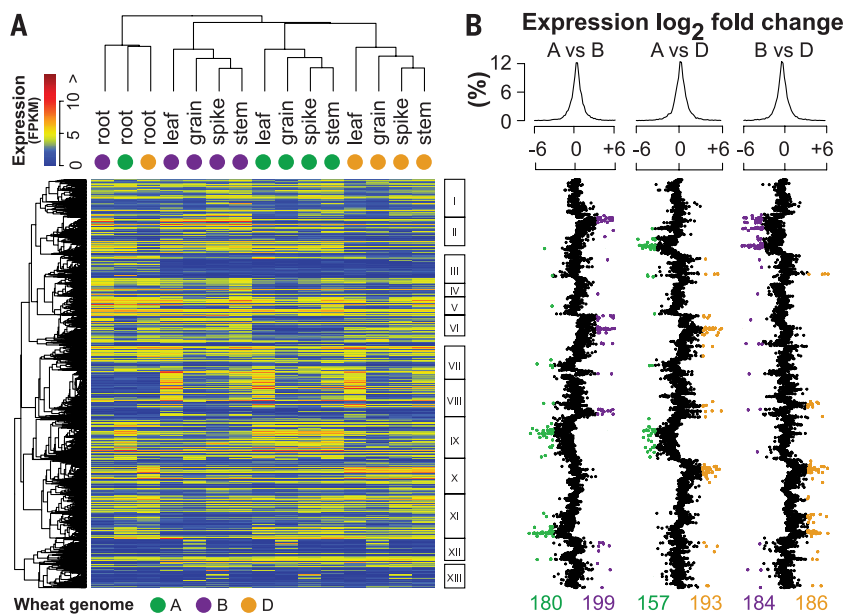 A
Expression
(FPKM)
0 5 10 >
root root root leaf grain spike stem leaf grain spike stem leaf grain spike stem
I
II
III
IV
V
VI
VII
VIII
IX
X
XI
XII
XIII
Wheat genome A B D
B
Expression log2 fold change
A vs B A vs D B vs D
(%)
12
6
0
-6 0 +6 -6 0 +6 -6 0 +6
180 199 157 193 184 186